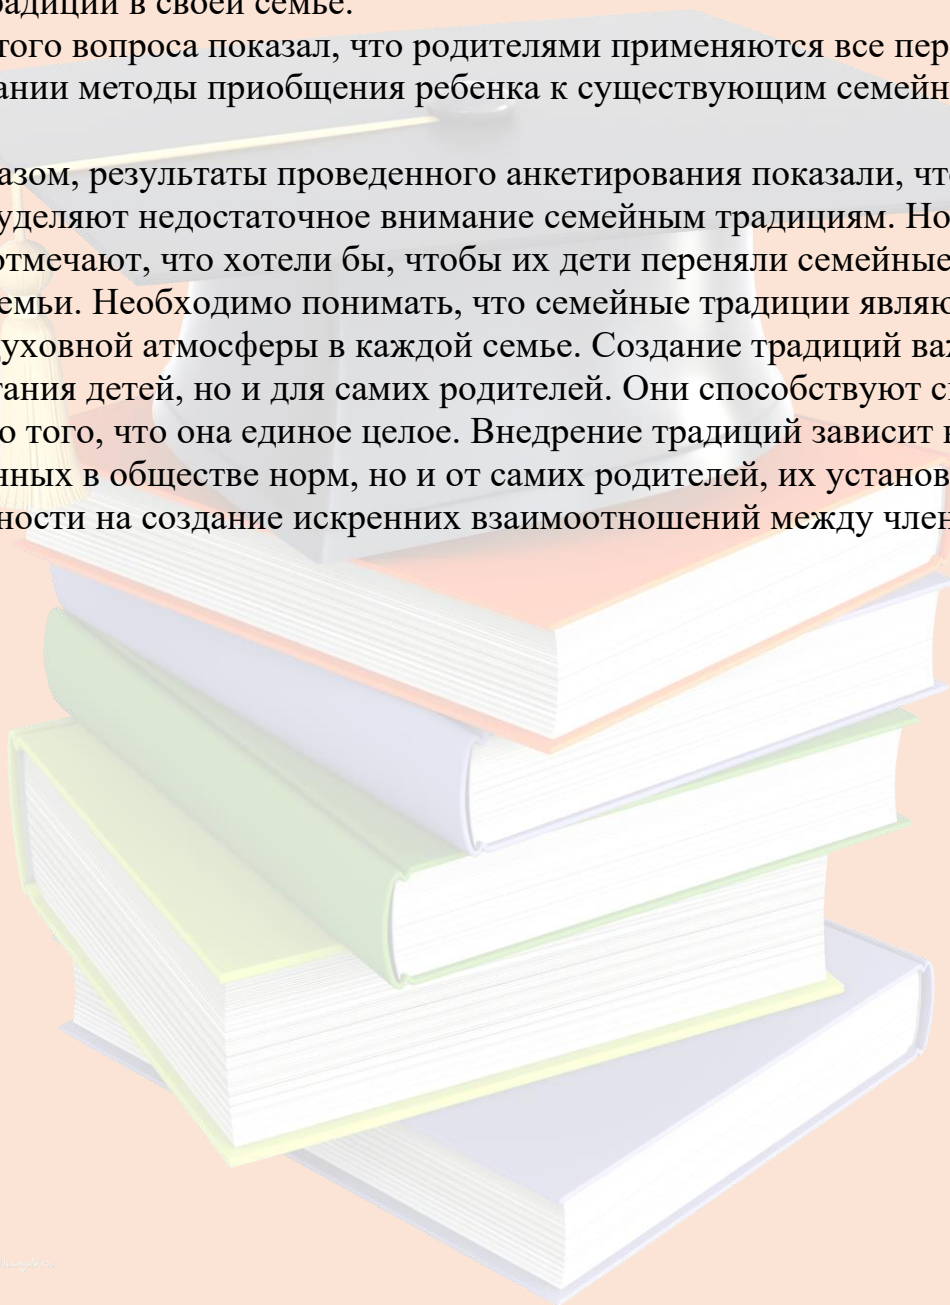 радиций в своей семье.
того вопроса показал, что родителями применяются все пер
ании методы приобщения ребенка к существующим семейн
азом, результаты проведенного анкетирования показали, что
уделяют недостаточное внимание семейным традициям. Но
отмечают, что хотели бы, чтобы их дети переняли семейные
емьи. Необходимо понимать, что семейные традиции являю
уховной атмосферы в каждой семье. Создание традиций ва
тания детей, но и для самих родителей. Они способствуют с
о того, что она единое целое. Внедрение традиций зависит
нных в обществе норм, но и от самих родителей, их установ
ности на создание искренних взаимоотношений между член